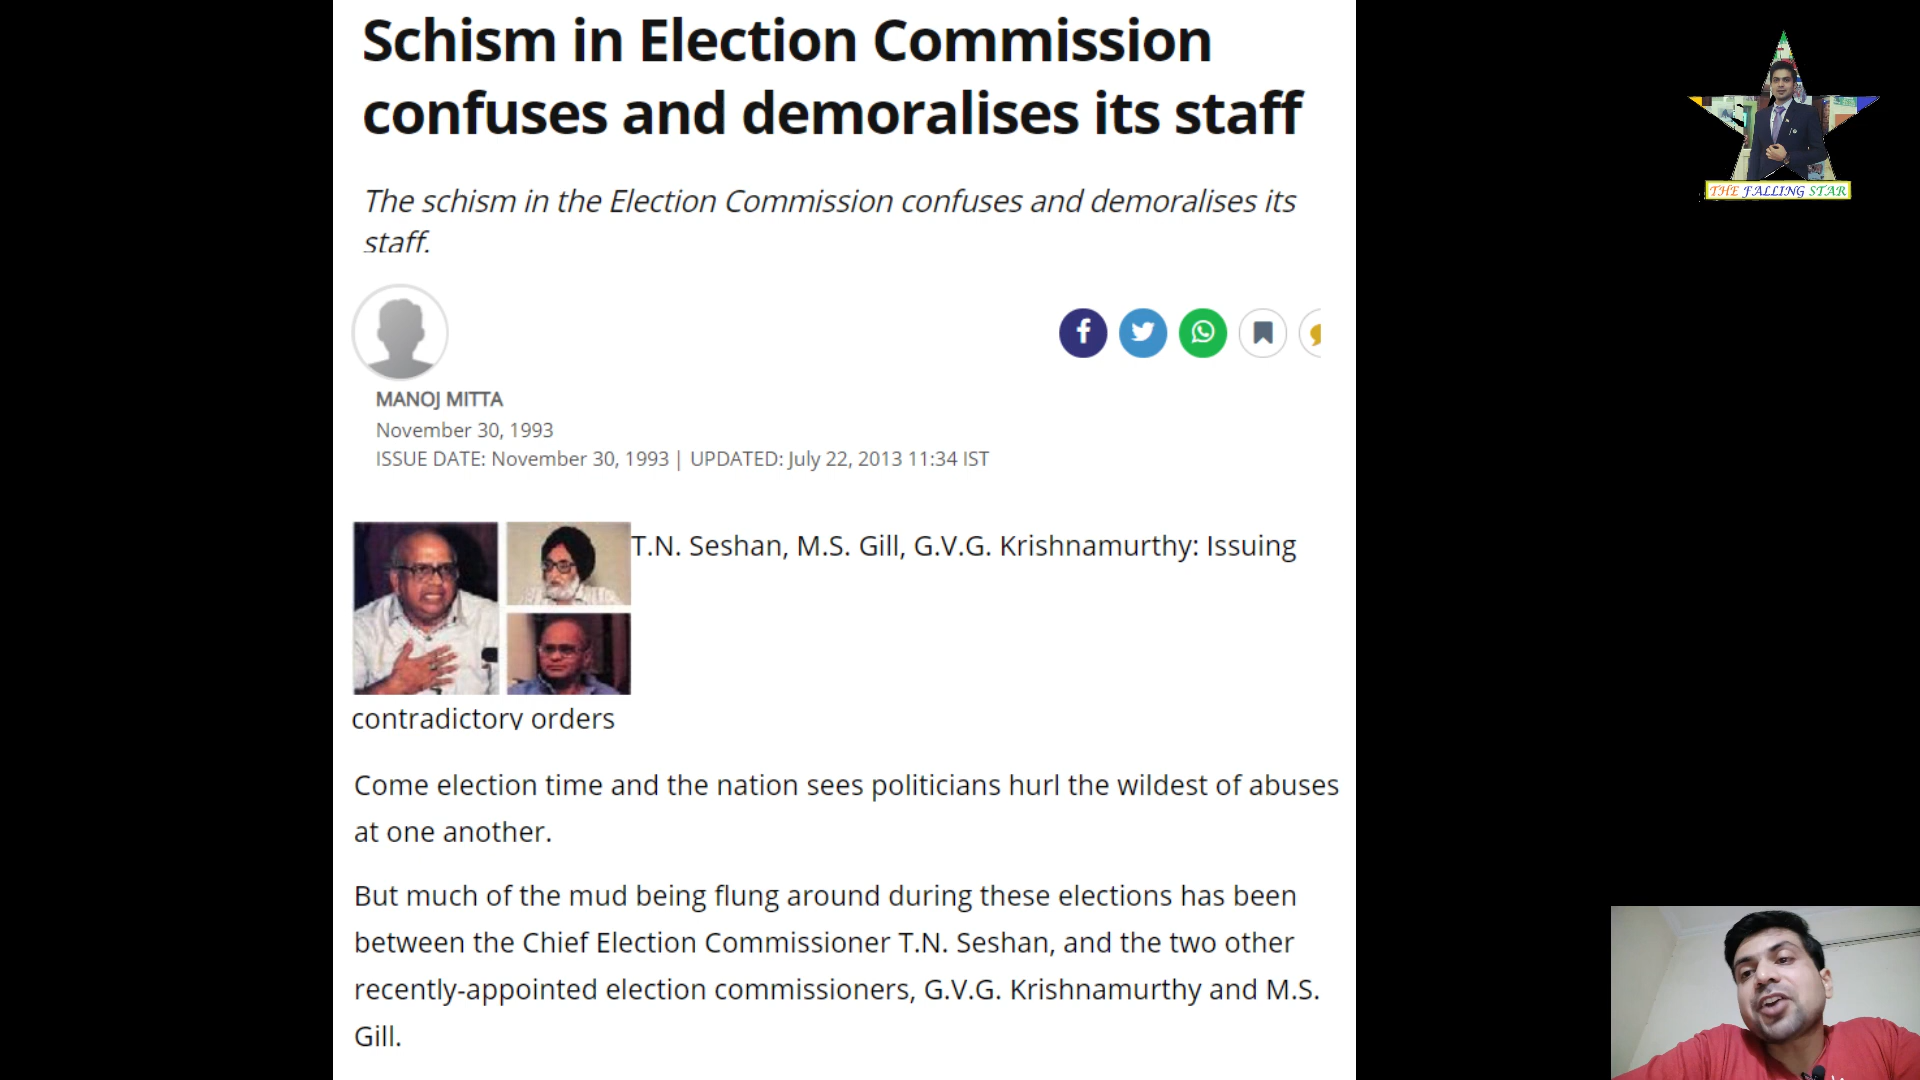 Schism in Election Commission
confuses and demoralises its staff
The schism in the Election Commission confuses and demoralises its
staff.
MANOJ MITTA
November 30, 1993
ISSUE DATE: November 30, 1993 | UPDATED: July 22, 2013 11:34 IST
T.N. Seshan, M.S. Gill, G.V.G. Krishnamurthy: Issuing
contradictory orders
Come election time and the nation sees politicians hurl the wildest of abuses
at one another.
But much of the mud being flung around during these elections has been
between the Chief Election Commissioner T.N. Seshan, and the two other
recently-appointed election commissioners, G.V.G. Krishnamurthy and M.S.
Gill.
THE FALLING STAR